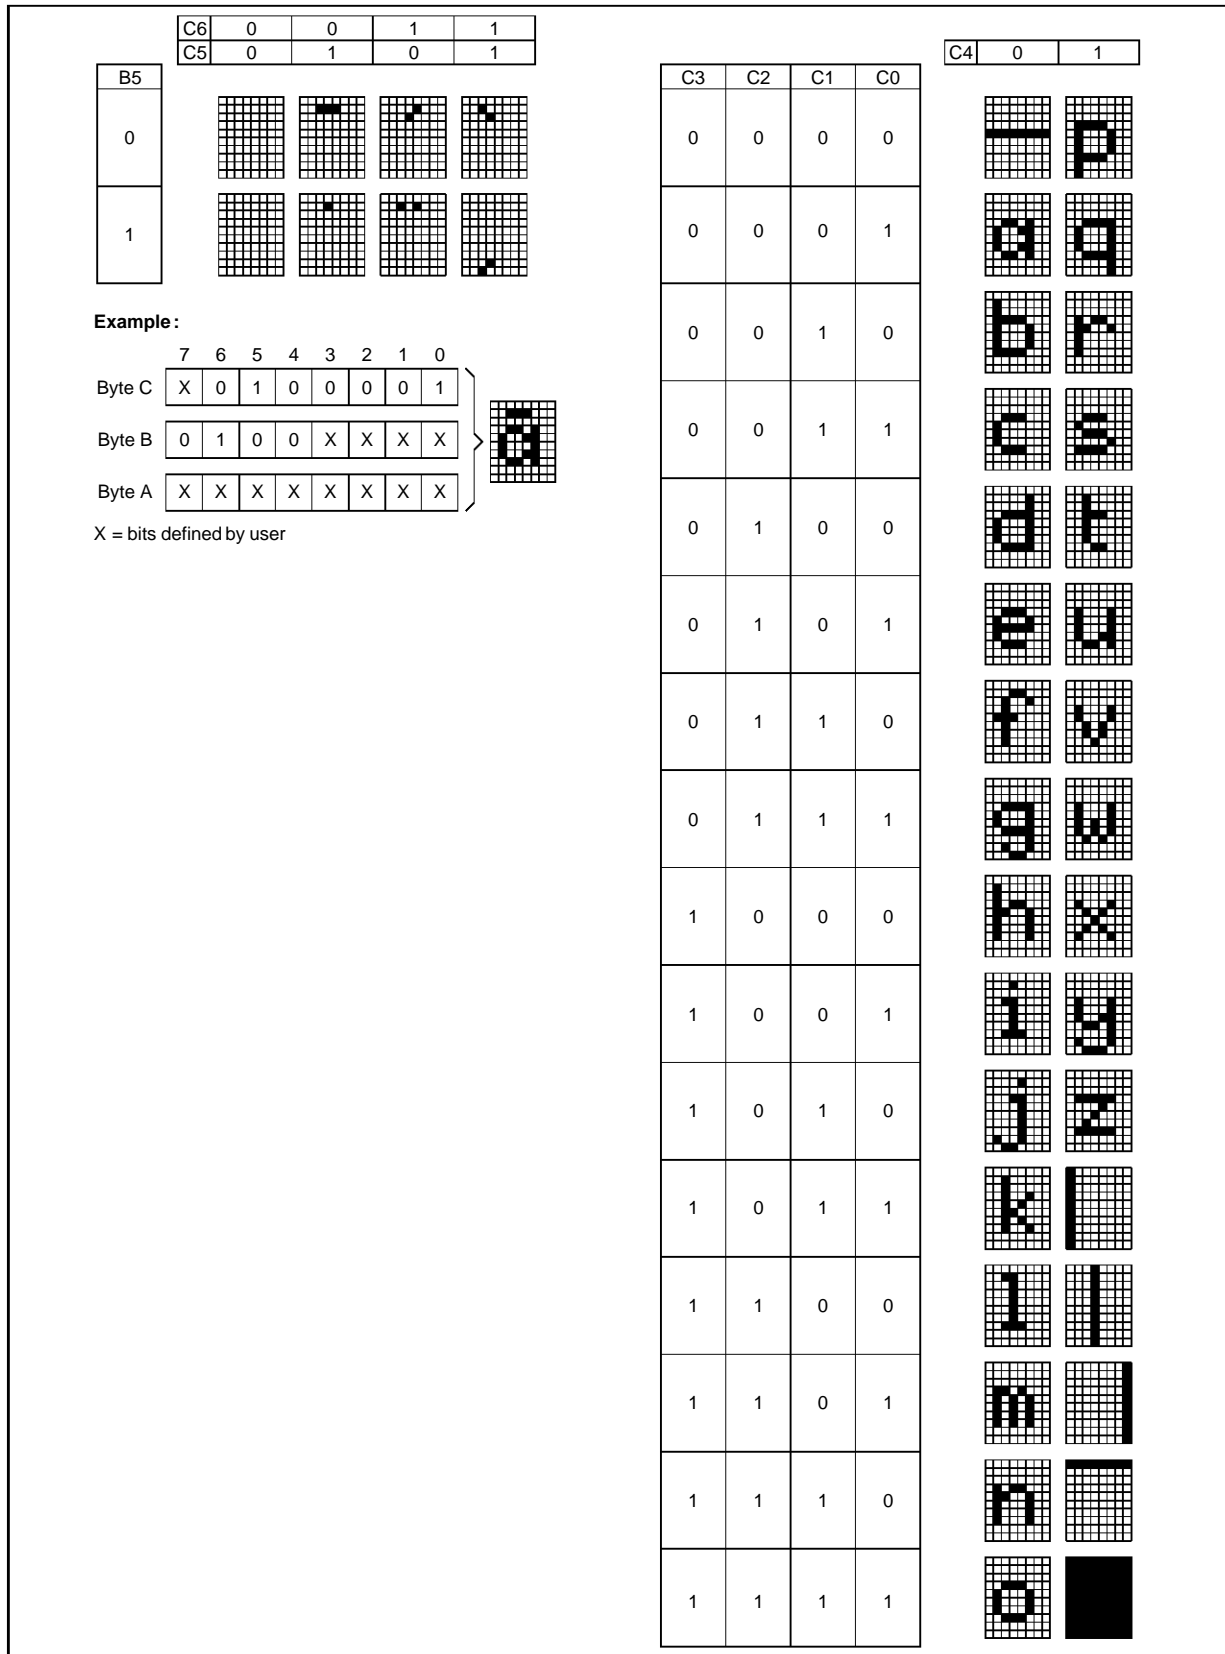 C6 0 0 1 1
C5 0 1 0 1
B5
0
1
Example:
7 6 5 4 3 2 1 0
Byte C X 0 1 0 0 0 0 1
Byte B 0 1 0 0 X X X X
Byte A X X X X X X X X
ā
X = bits defined by user
C4 0 1
C3 C2 C1 C0
0 0 0 0 p
0 0 0 1 a q
0 0 1 0 b r
0 0 1 1 c s
0 1 0 0 d t
0 1 0 1 e u
0 1 1 0 f v
0 1 1 1 g w
1 0 0 0 h x
1 0 0 1 i y
1 0 1 0 j z
1 0 1 1 k
1 1 0 0 l
1 1 0 1 m
1 1 1 0 n
1 1 1 1 o